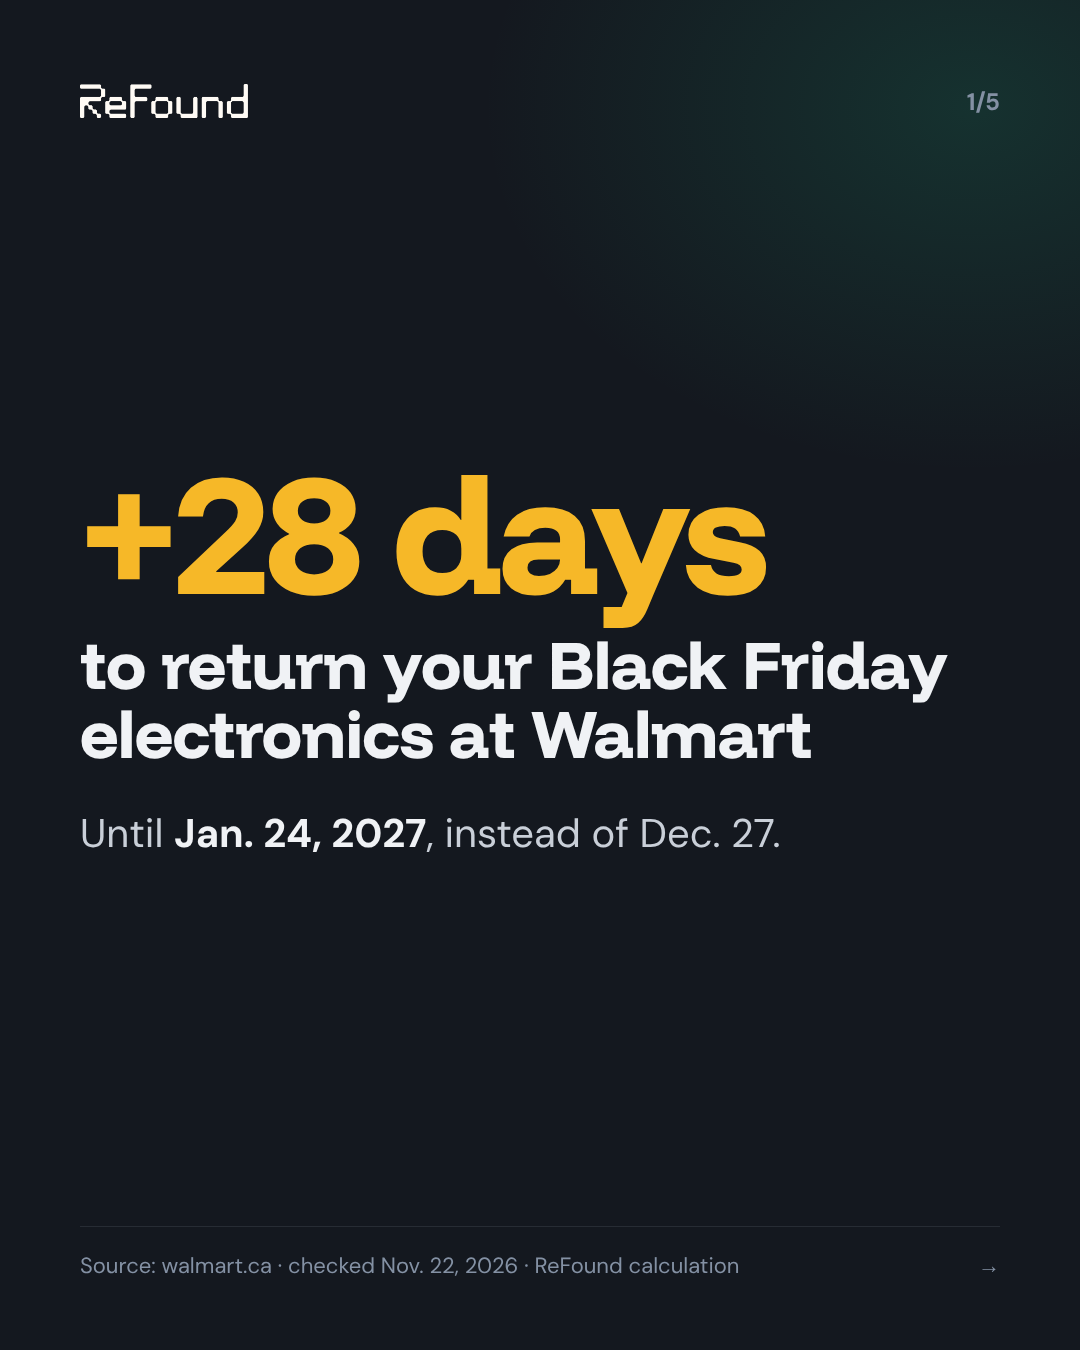 ReFound
1/5
+28 days
to return your Black Friday
electronics at Walmart
Until Jan. 24, 2027, instead of Dec. 27.
Source: walmart.ca · checked Nov. 22, 2026 · ReFound calculation →